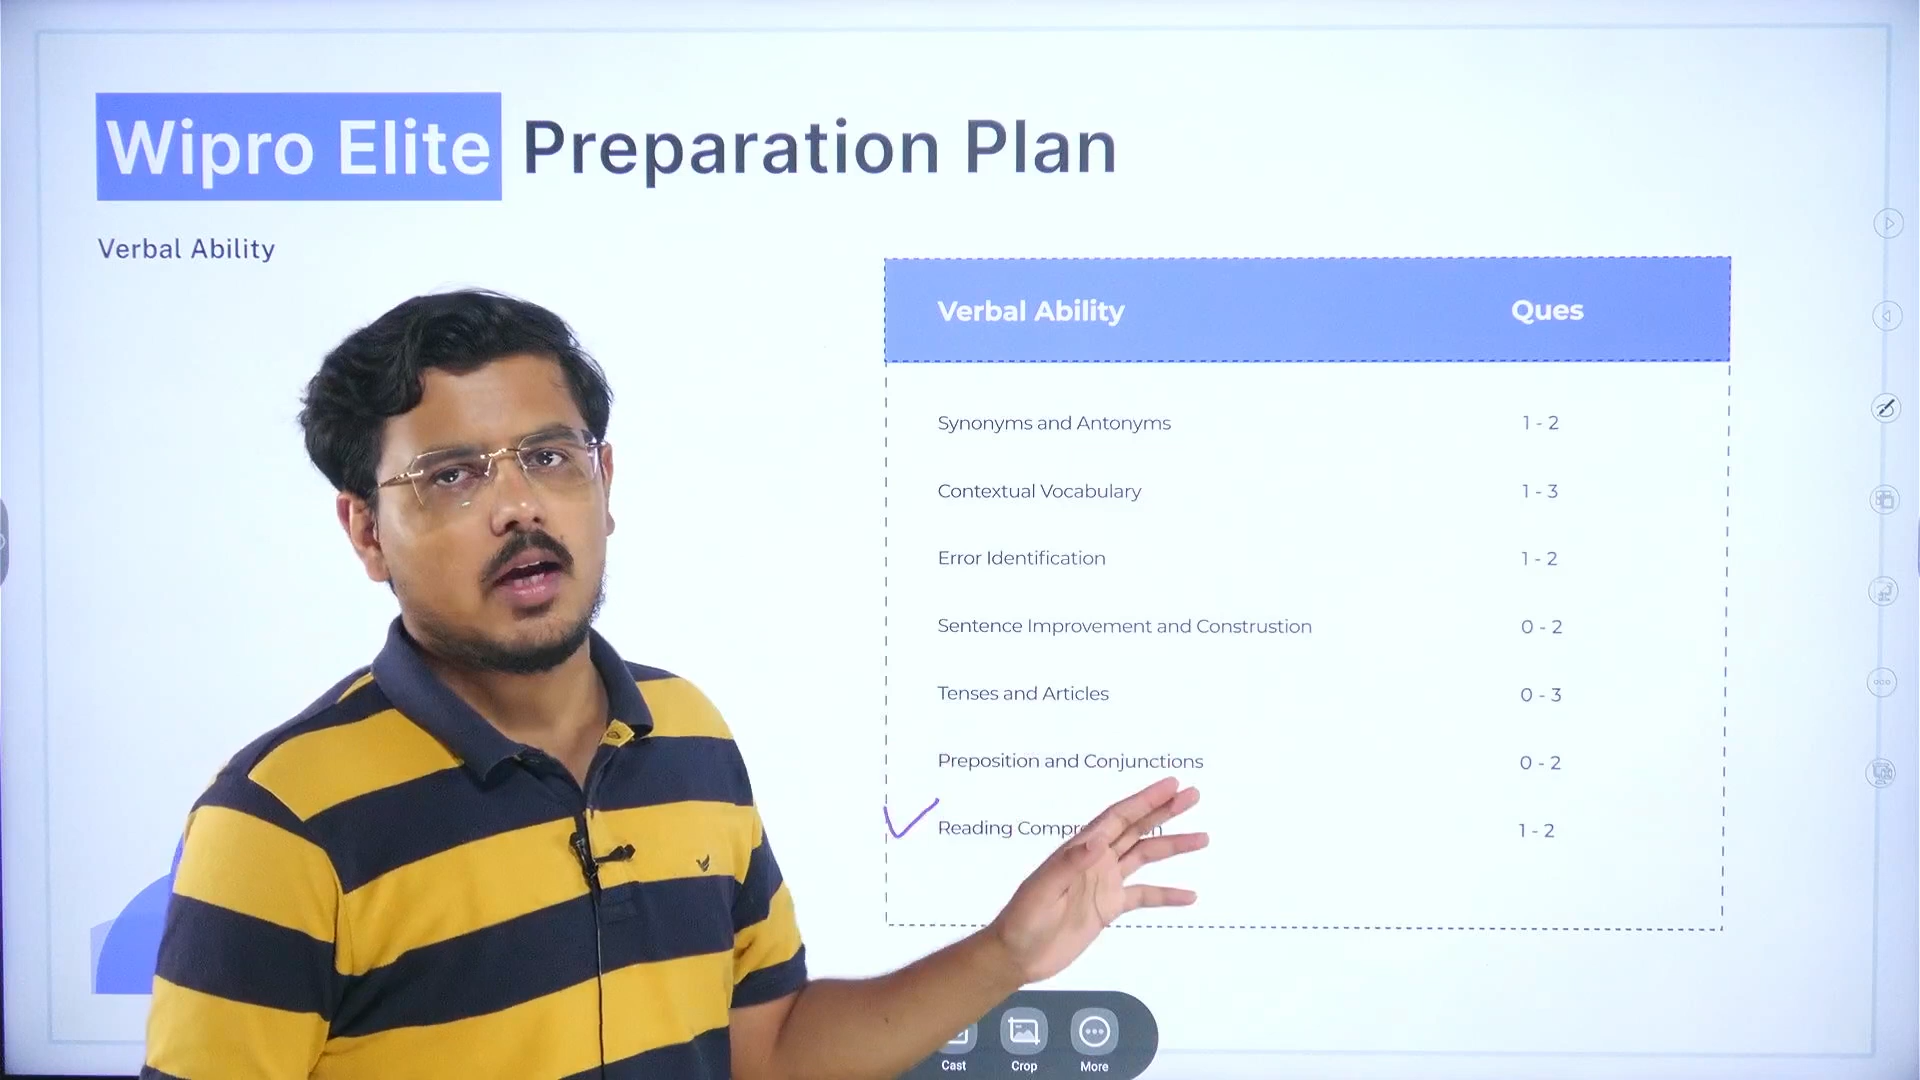 Wipro Elite Preparation Plan
Verbal Ability
Verbal Ability Ques
Synonyms and Antonyms 1 - 2
Contextual Vocabulary 1 - 3
Error Identification 1 - 2
Sentence Improvement and Construstion 0 - 2
Tenses and Articles 0 - 3
Preposition and Conjunctions 0 - 2
Reading 1 - 2
Cast Crop More